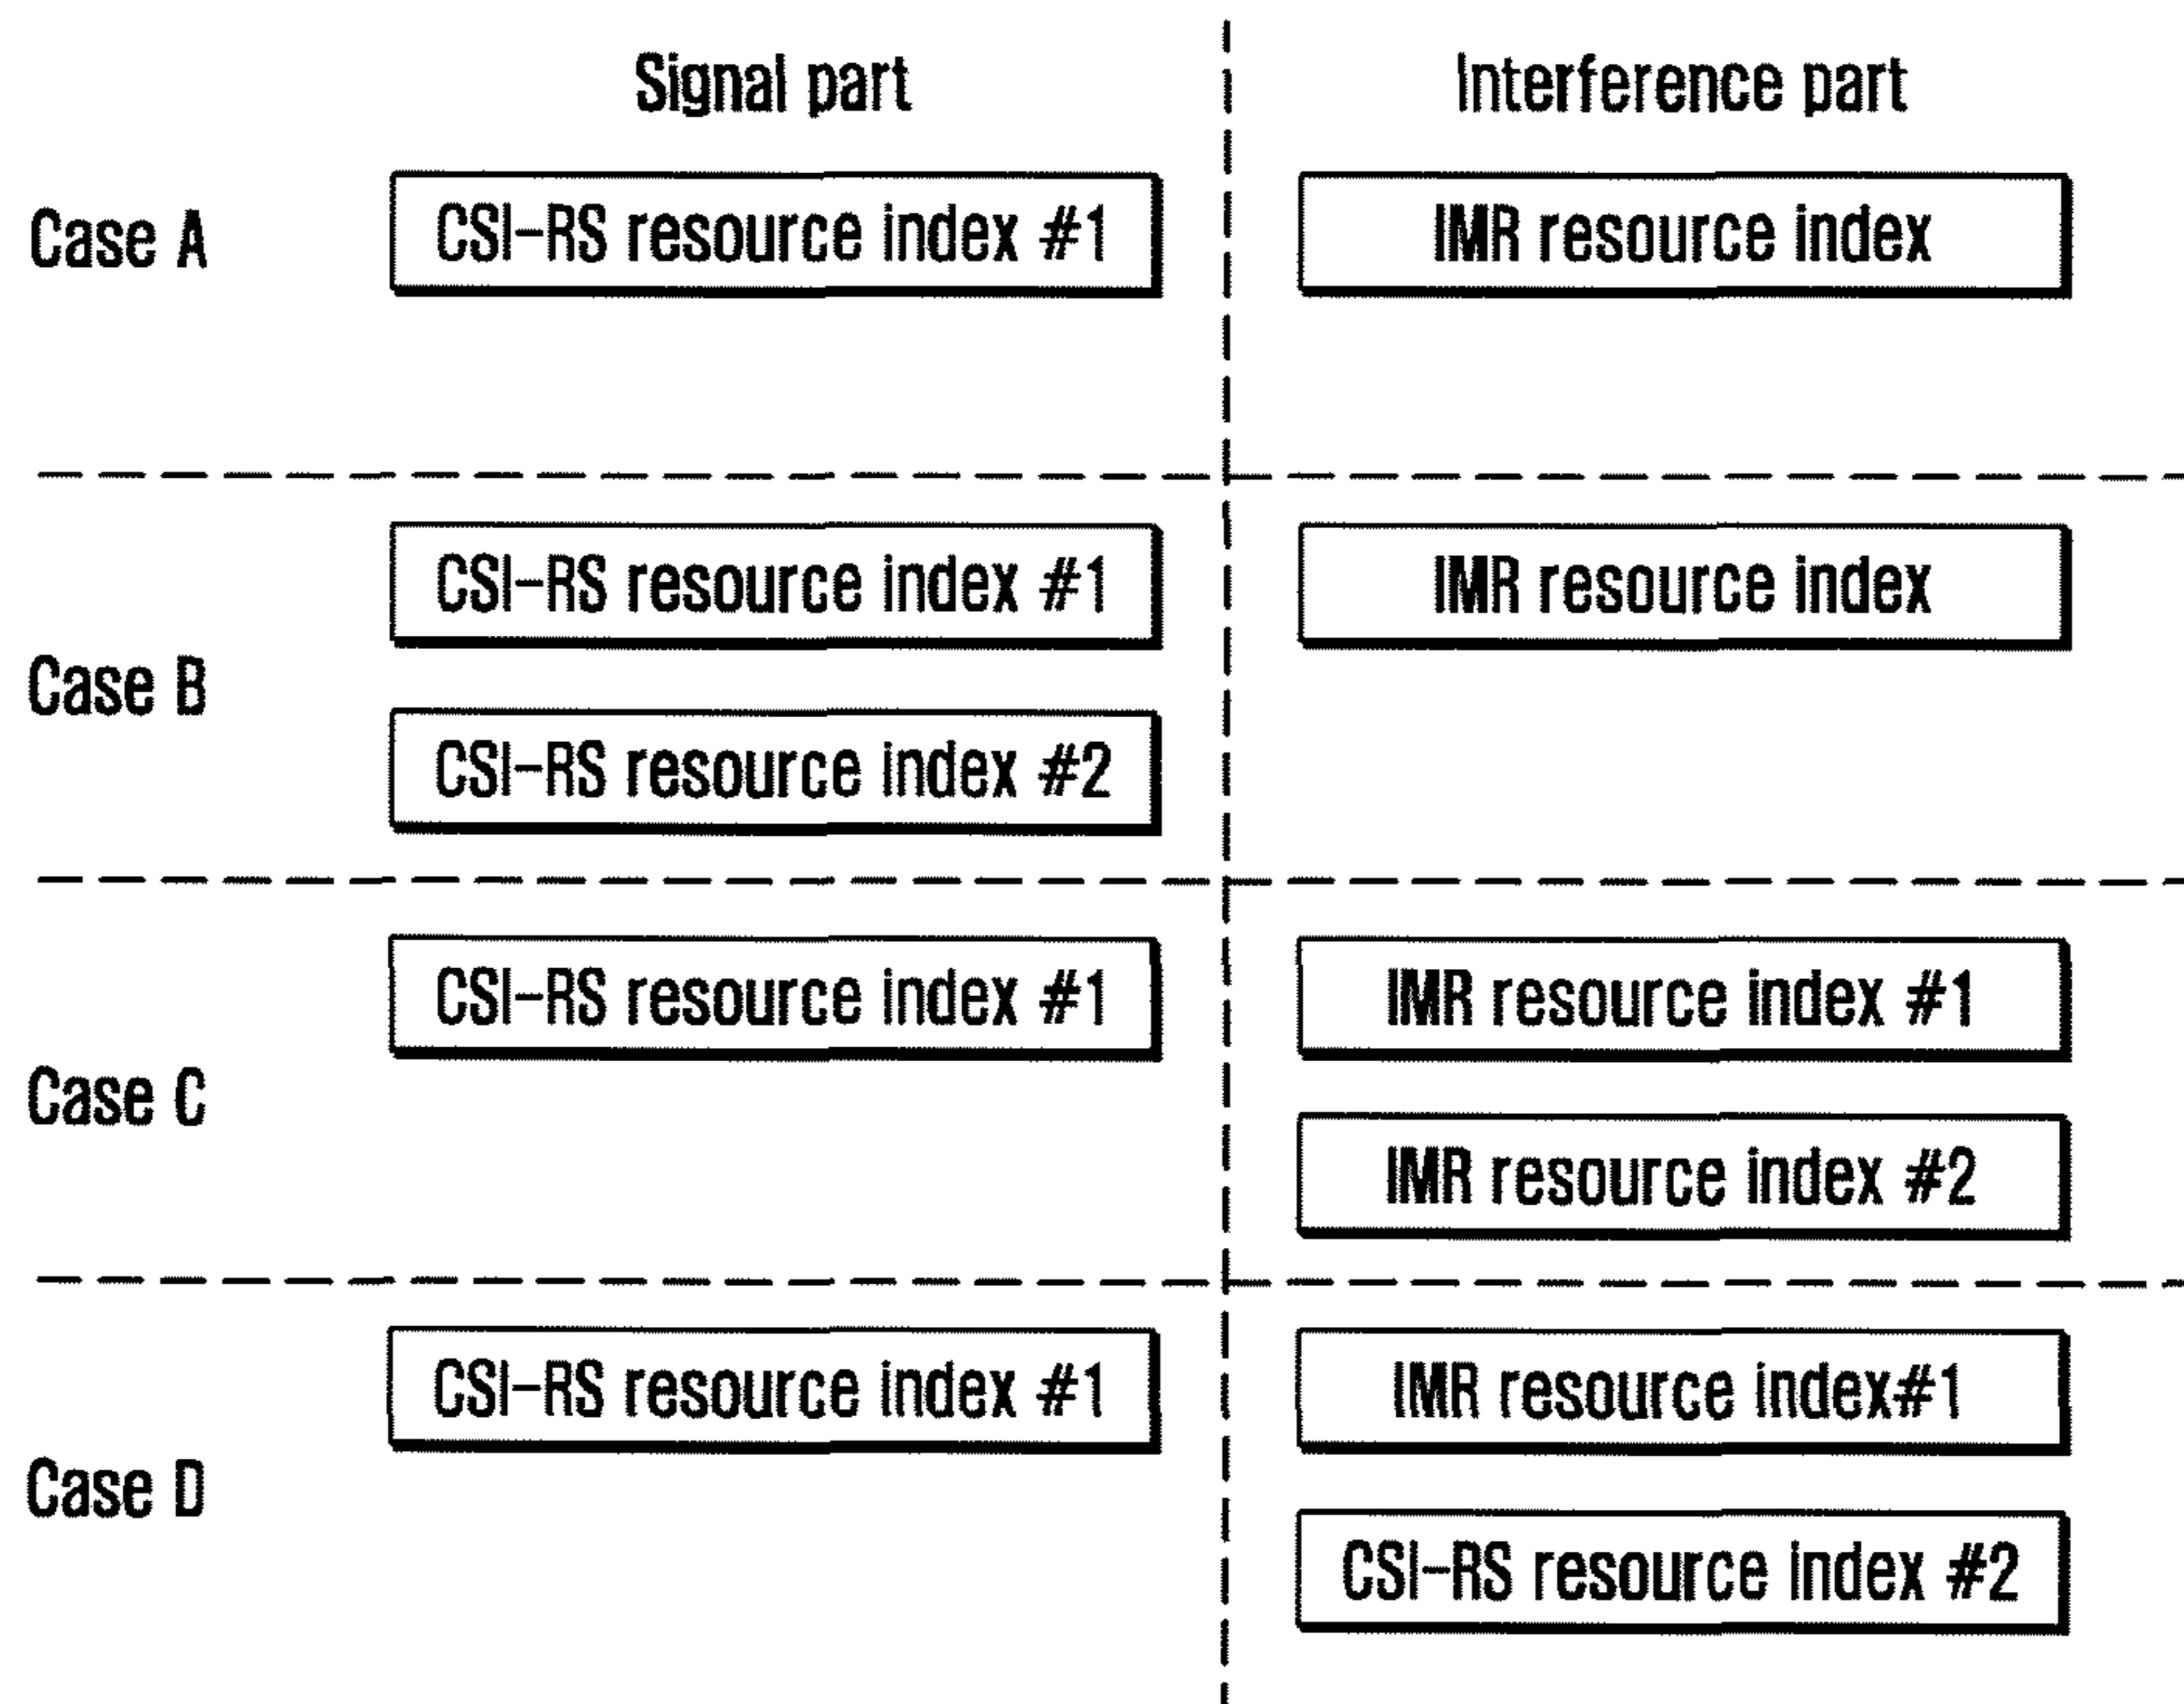 Signal part
Interference part
Case A
CSI-RS resource index #1
IMR resource index
Case B
CSI-RS resource index #1
IMR resource index
CSI-RS resource index #2
Case C
CSI-RS resource index #1
IMR resource index #1
IMR resource index #2
Case D
CSI-RS resource index #1
IMR resource index#1
CSI-RS resource index #2